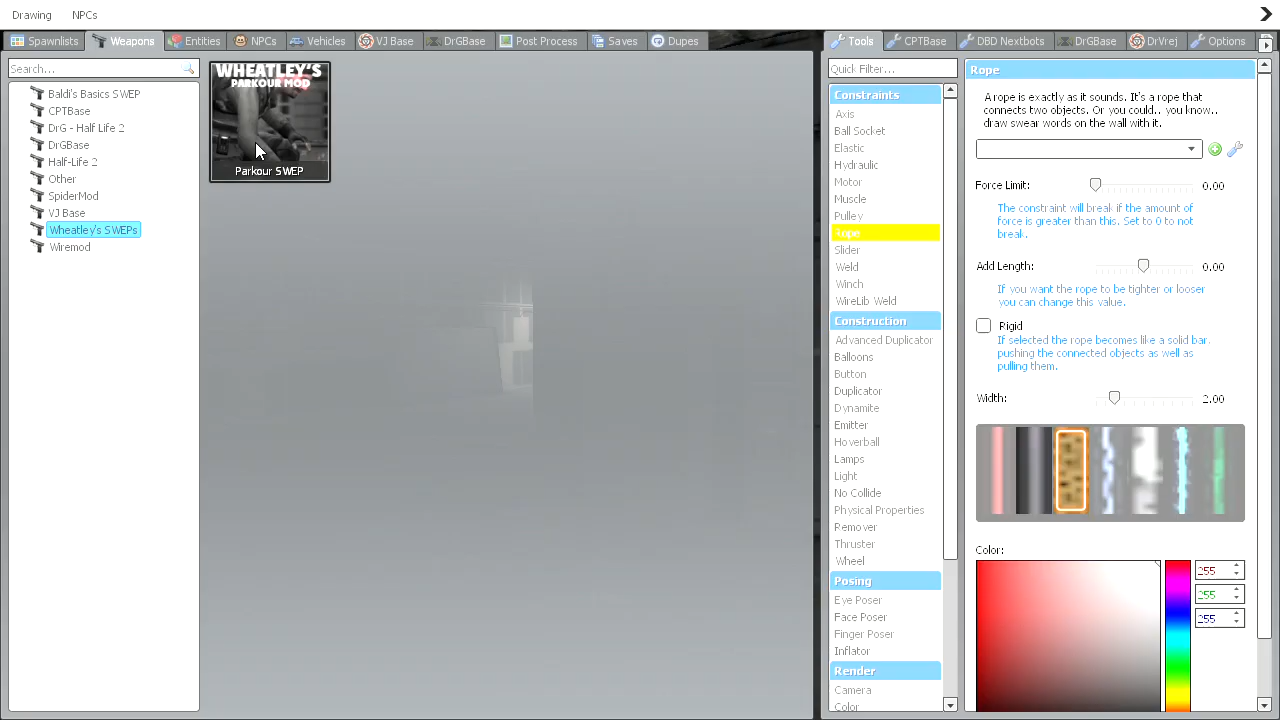 Drawing NPCs
Spawnlists Weapons Entities NPCs Vehicles VJ Base DrGBase Post Process Saves Dupes
Search...
Baldi's Basics SWEP
CPTBase
DrG - Half Life 2
DrGBase
Half-Life 2
Other
SpiderMod
VJ Base
Wheatley's SWEPs
Wiremod
WHEATLEY'S
PARKOUR MOD
Parkour SWEP
Tools CPTBase DBD Nextbots DrGBase DrVrej Options
Quick Filter...
Constraints
Axis
Ball Socket
Elastic
Hydraulic
Motor
Muscle
Pulley
Rope
Slider
Weld
Winch
WireLib Weld
Construction
Advanced Duplicator
Balloons
Button
Duplicator
Dynamite
Emitter
Hoverball
Lamps
Light
No Collide
Physical Properties
Remover
Thruster
Wheel
Posing
Eye Poser
Face Poser
Finger Poser
Inflator
Render
Camera
Color
Rope
A rope is exactly as it sounds. It's a rope that
connects two objects. Or you could.. you know..
draw swear words on the wall with it.
Force Limit: 0.00
The constraint will break if the amount of
force is greater than this. Set to 0 to not
break.
Add Length: 0.00
If you want the rope to be tighter or looser
you can change this value.
Rigid
If selected the rope becomes like a solid bar,
pushing the connected objects as well as
pulling them.
Width: 2.00
Color:
255
255
255